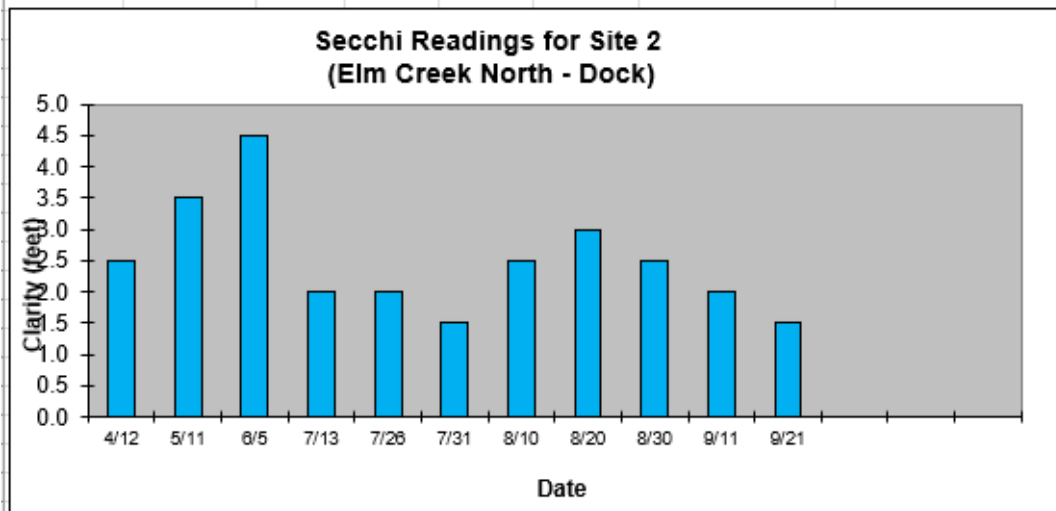 Secchi Readings for Site 2
(Elm Creek North - Dock)
5.0
4.5
4.0
3.5
3.0
2.5
2.0
1.5
1.0
0.5
0.0
Clarity (feet)
4/12 5/11 6/5 7/13 7/26 7/31 8/10 8/20 8/30 9/11 9/21
Date